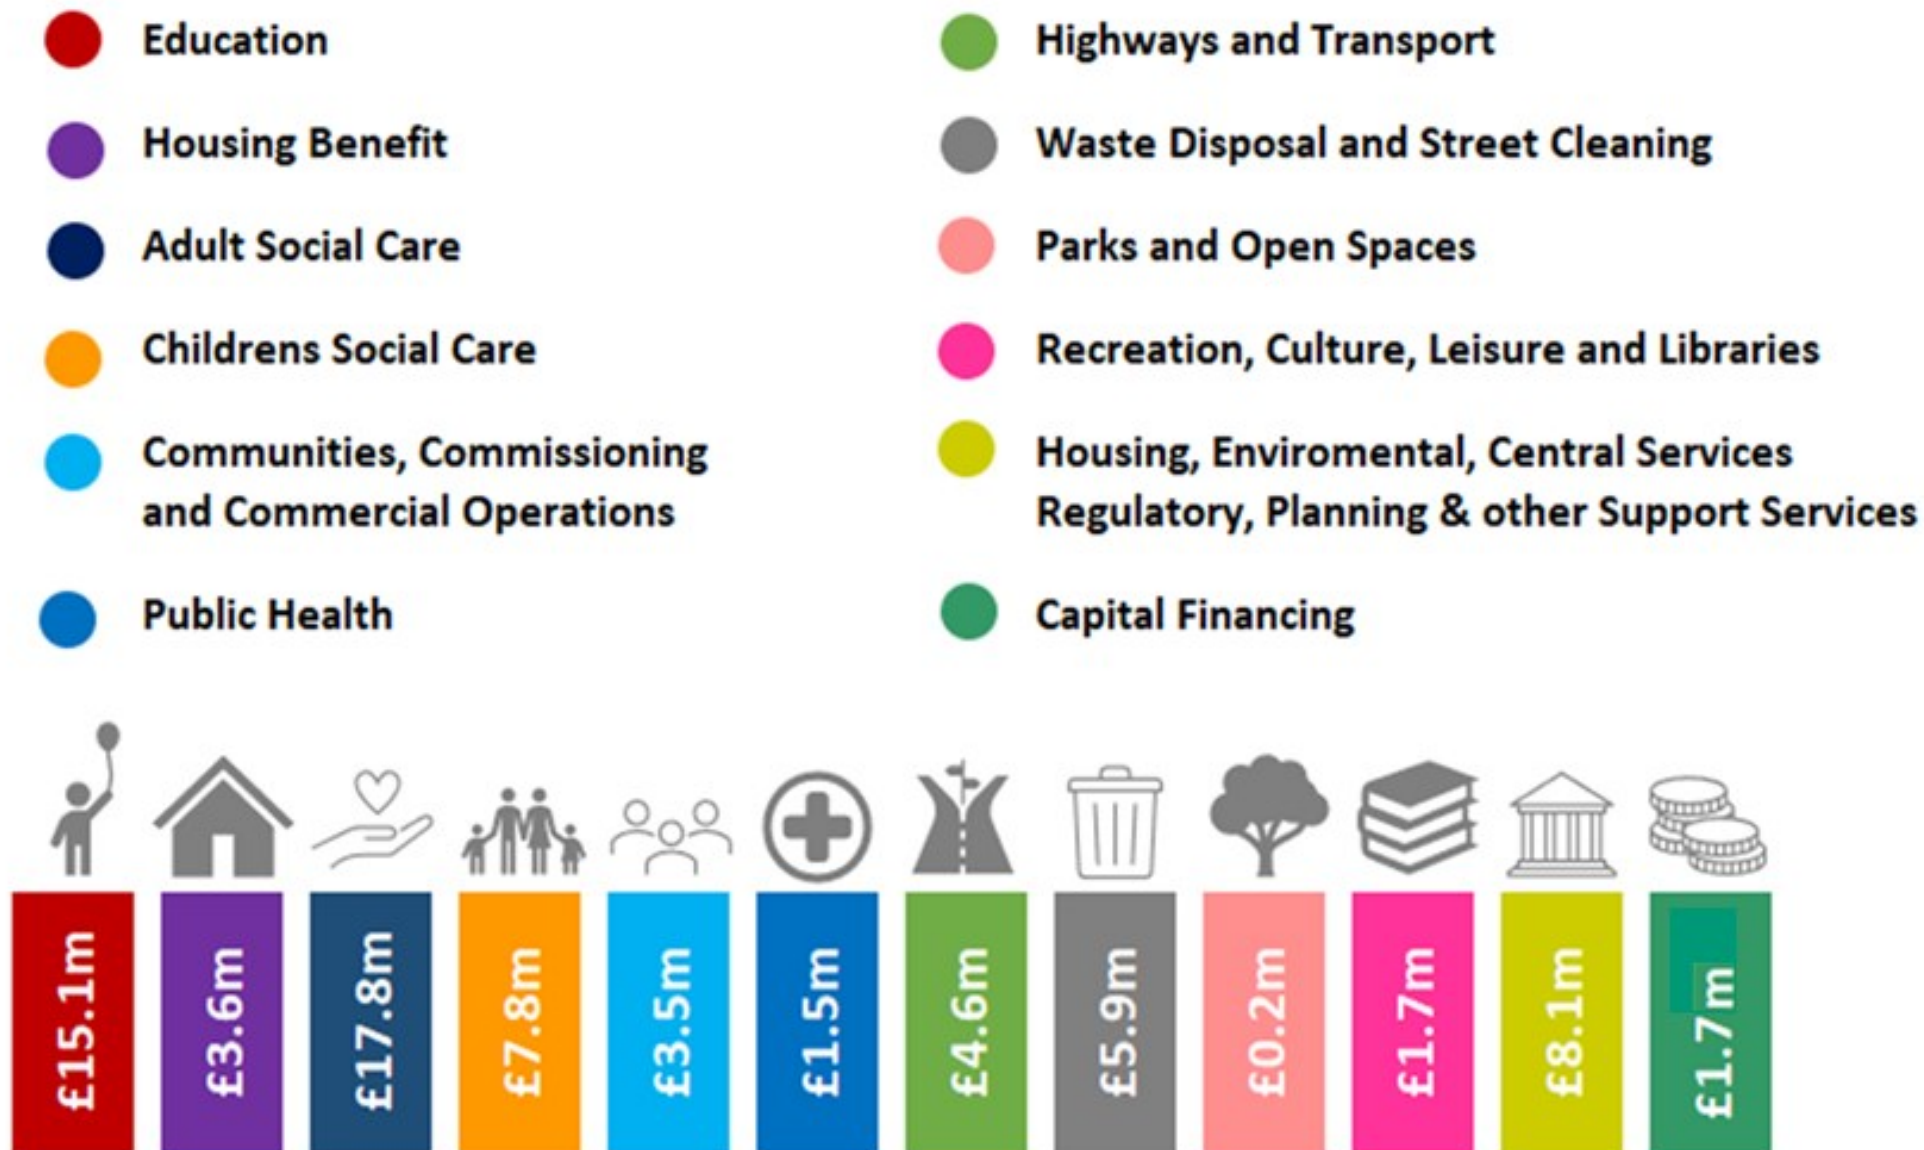 Education
Housing Benefit
Adult Social Care
Childrens Social Care
Communities, Commissioning
and Commercial Operations
Public Health
Highways and Transport
Waste Disposal and Street Cleaning
Parks and Open Spaces
Recreation, Culture, Leisure and Libraries
Housing, Enviromental, Central Services
Regulatory, Planning & other Support Services
Capital Financing
£15.1m
£3.6m
£17.8m
£7.8m
£3.5m
£1.5m
£4.6m
£5.9m
£0.2m
£1.7m
£8.1m
£1.7m